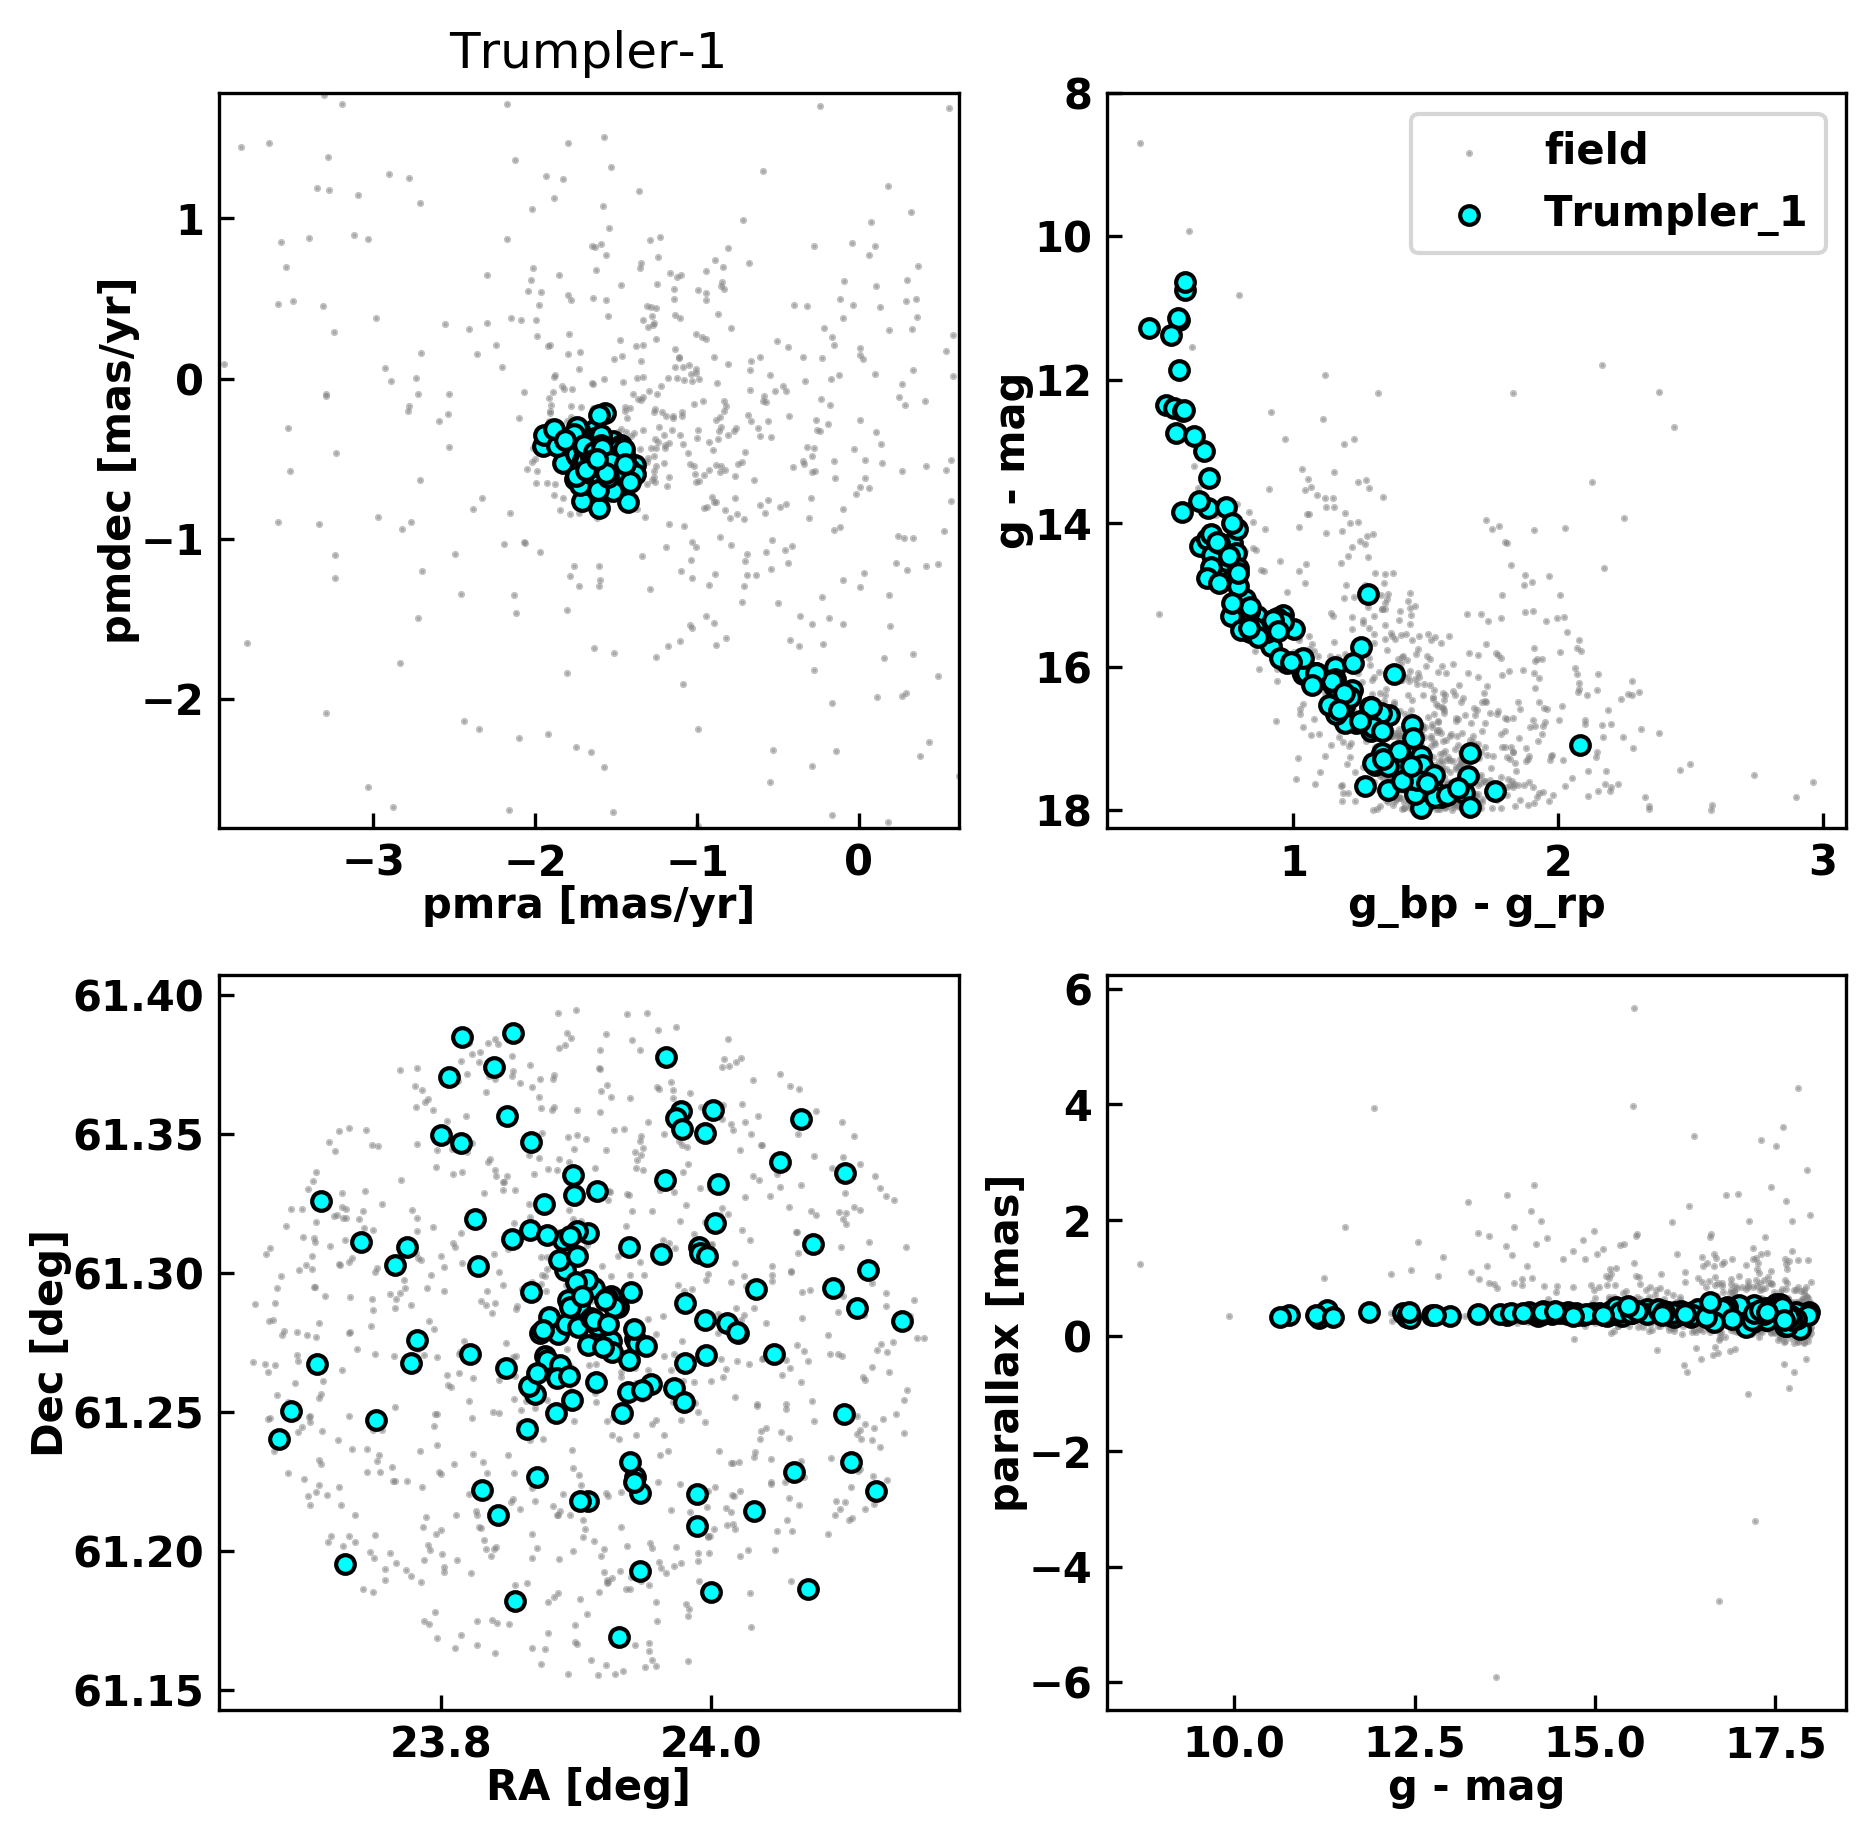 Trumpler-1
1
0
−1
−2
pmdec [mas/yr]
−3 −2 −1 0
pmra [mas/yr]
8
10
12
14
16
18
g - mag
field
Trumpler_1
1 2 3
g_bp - g_rp
61.40
61.35
61.30
61.25
61.20
61.15
Dec [deg]
23.8 24.0
RA [deg]
6
4
2
0
−2
−4
−6
parallax [mas]
10.0 12.5 15.0 17.5
g - mag